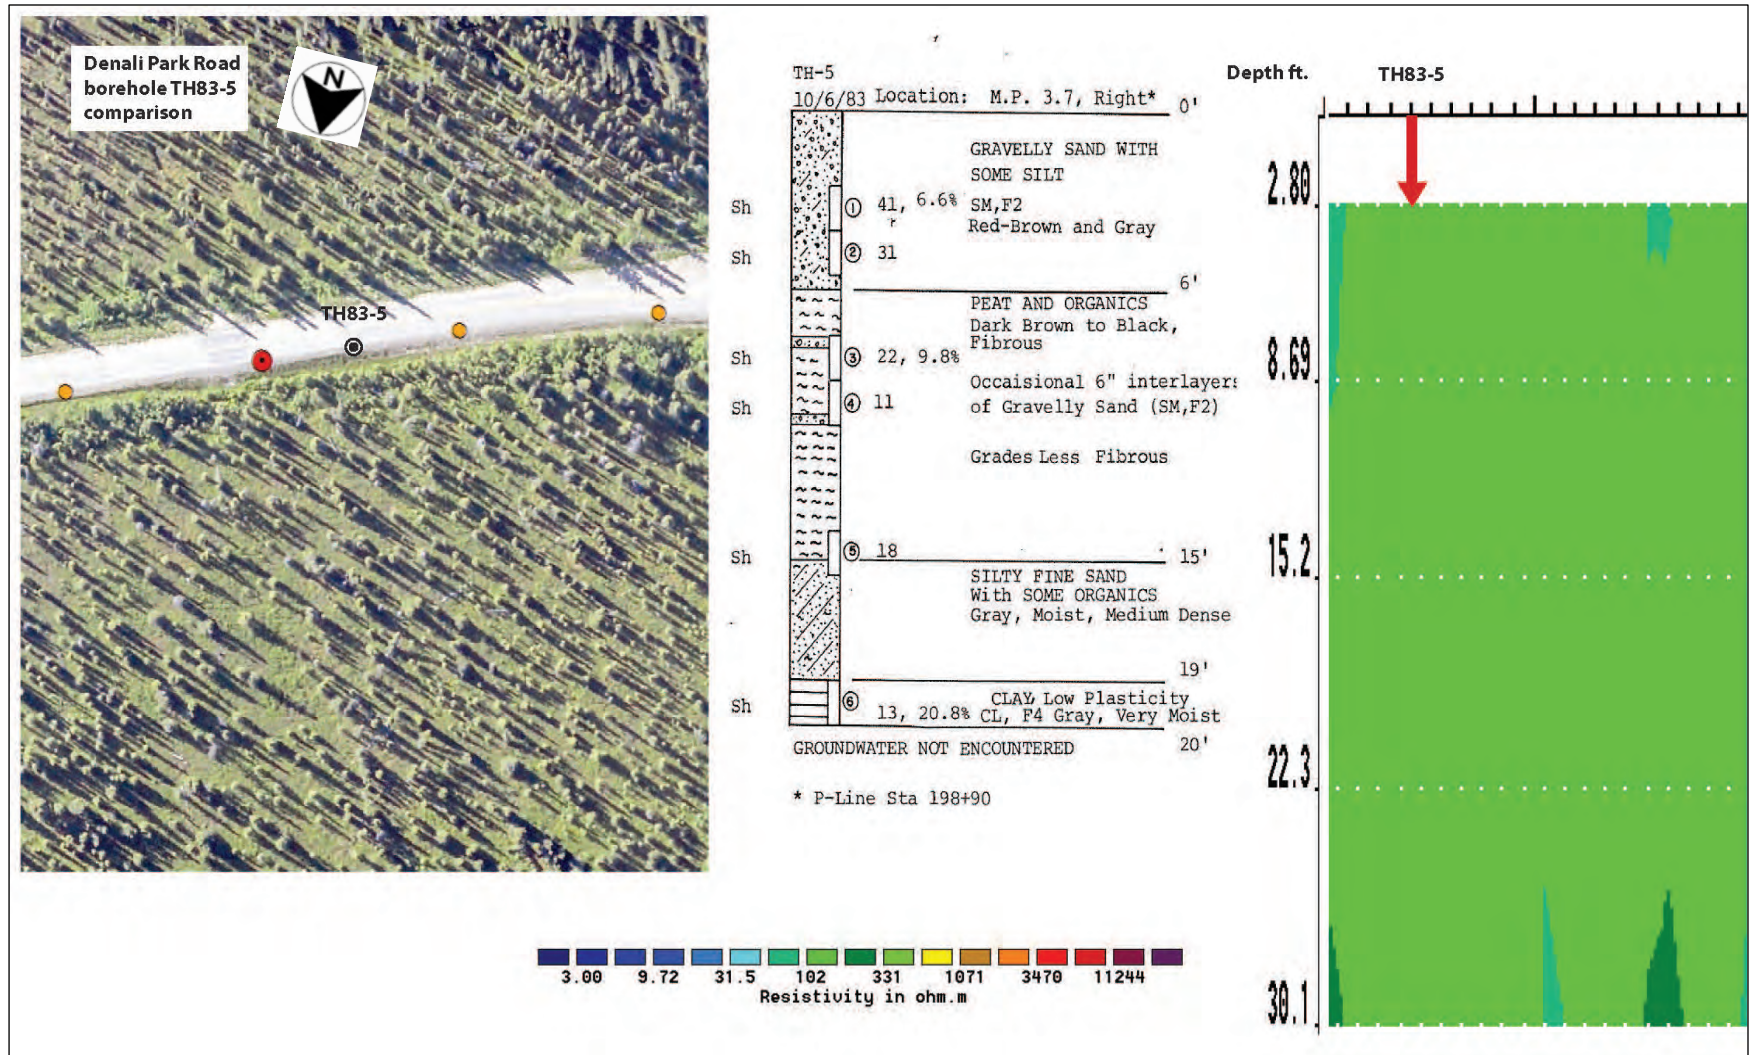 Denali Park Road
borehole TH83-5
comparison
N
TH83-5
TH-5
10/6/83 Location: M.P. 3.7, Right*
0'
GRAVELLY SAND WITH
SOME SILT
Sh ① 41, 6.6% SM,F2
Red-Brown and Gray
Sh ② 31
6'
PEAT AND ORGANICS
Dark Brown to Black,
Fibrous
Sh ③ 22, 9.8%
Occaisional 6" interlayers
Sh ④ 11 of Gravelly Sand (SM,F2)
Grades Less Fibrous
Sh ⑤ 18 15'
SILTY FINE SAND
With SOME ORGANICS
Gray, Moist, Medium Dense
19'
CLAY, Low Plasticity
Sh ⑥ 13, 20.8% CL, F4 Gray, Very Moist
20'
GROUNDWATER NOT ENCOUNTERED
* P-Line Sta 198+90
Depth ft. TH83-5
2.80
8.69
15.2
22.3
30.1
3.00 9.72 31.5 102 331 1071 3470 11244
Resistivity in ohm.m